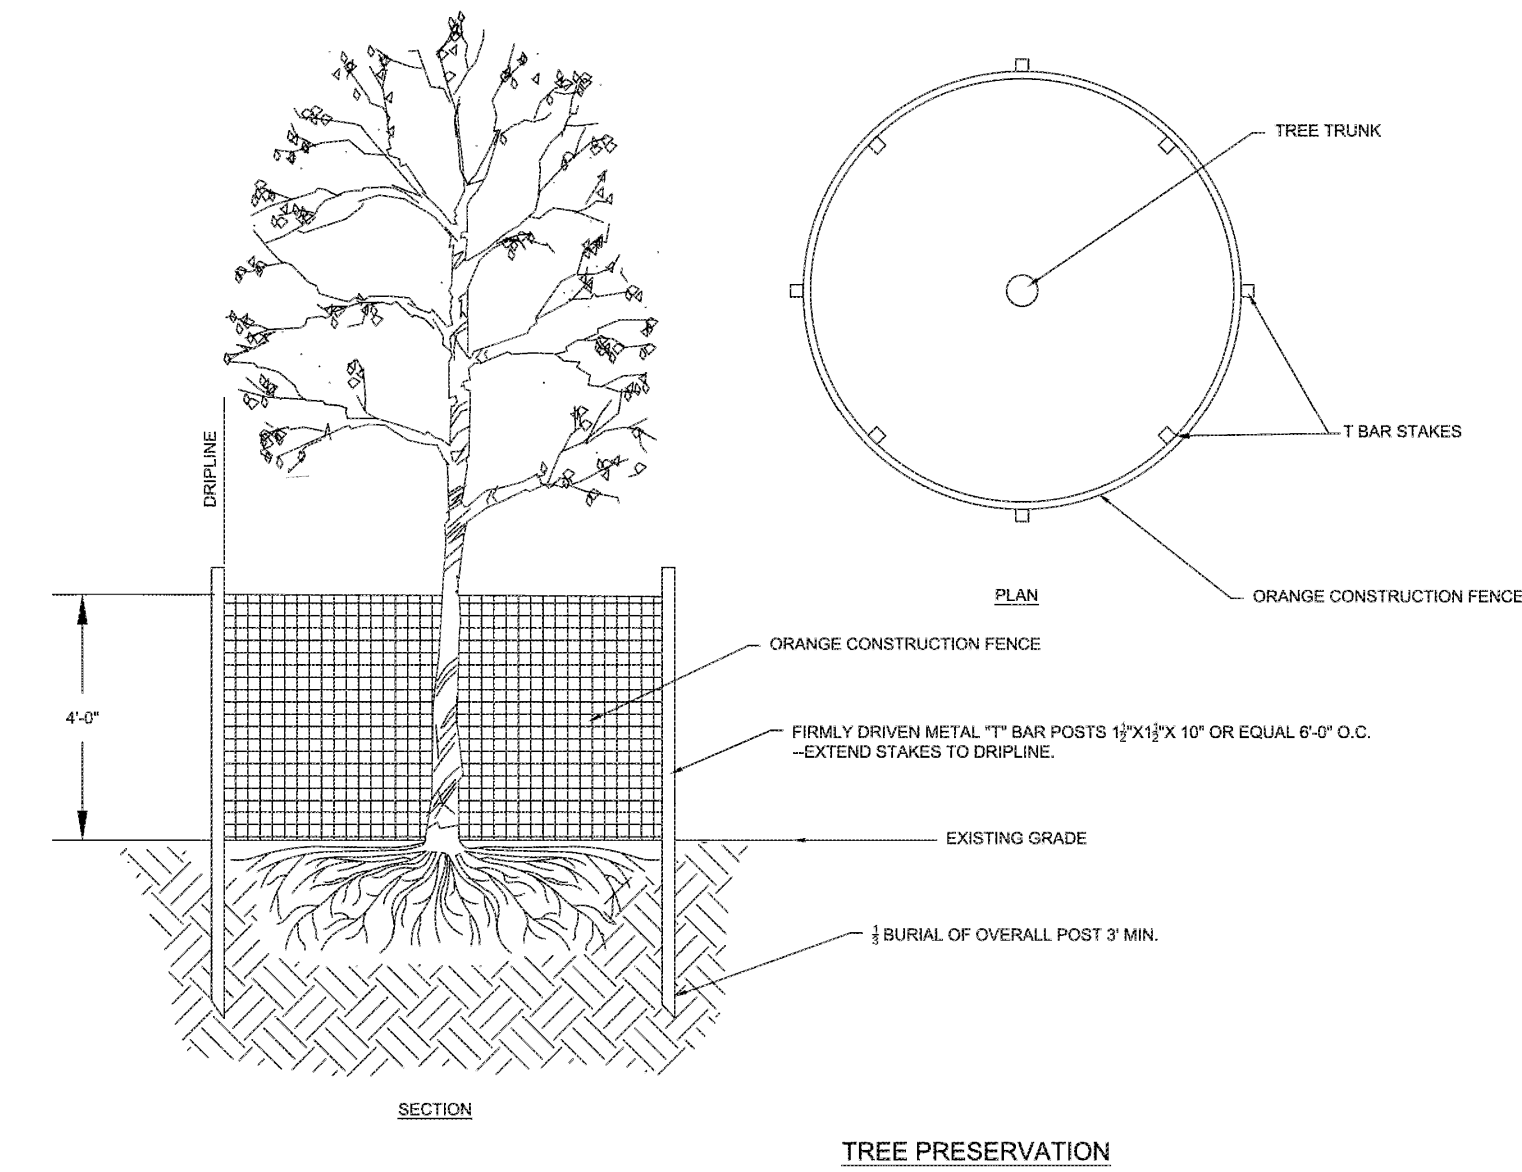 TREE TRUNK
T BAR STAKES
DRIPLINE
PLAN
ORANGE CONSTRUCTION FENCE
ORANGE CONSTRUCTION FENCE
4'-0"
FIRMLY DRIVEN METAL "T" BAR POSTS 1½"X1½"X 10" OR EQUAL 6'-0" O.C.
--EXTEND STAKES TO DRIPLINE.
EXISTING GRADE
⅓ BURIAL OF OVERALL POST 3' MIN.
SECTION
TREE PRESERVATION